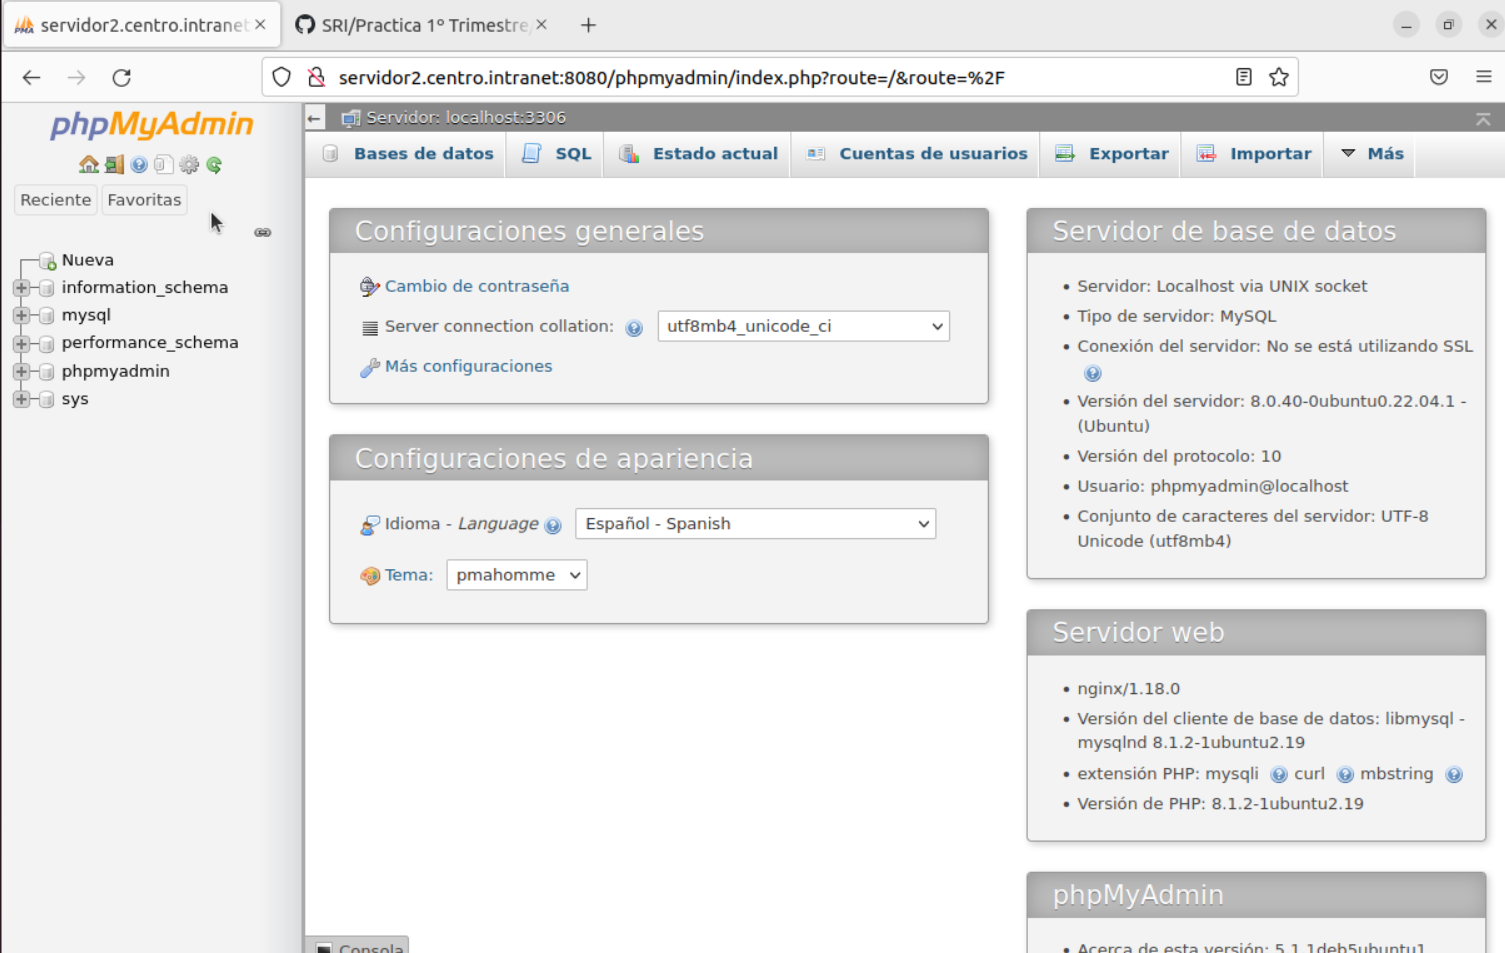 servidor2.centro.intranet
SRI/Practica 1º Trimestre
servidor2.centro.intranet:8080/phpmyadmin/index.php?route=/&route=%2F
phpMyAdmin
Reciente
Favoritas
Nueva
information_schema
mysql
performance_schema
phpmyadmin
sys
Servidor: localhost:3306
Bases de datos
SQL
Estado actual
Cuentas de usuarios
Exportar
Importar
Más
Configuraciones generales
Cambio de contraseña
Server connection collation:
utf8mb4_unicode_ci
Más configuraciones
Configuraciones de apariencia
Idioma - Language
Español - Spanish
Tema:
pmahomme
Servidor de base de datos
• Servidor: Localhost via UNIX socket
• Tipo de servidor: MySQL
• Conexión del servidor: No se está utilizando SSL
• Versión del servidor: 8.0.40-0ubuntu0.22.04.1 -
(Ubuntu)
• Versión del protocolo: 10
• Usuario: phpmyadmin@localhost
• Conjunto de caracteres del servidor: UTF-8
Unicode (utf8mb4)
Servidor web
• nginx/1.18.0
• Versión del cliente de base de datos: libmysql -
mysqlnd 8.1.2-1ubuntu2.19
• extensión PHP: mysqli curl mbstring
• Versión de PHP: 8.1.2-1ubuntu2.19
phpMyAdmin
• Acerca de esta versión: 5.1.1deb5ubuntu1
Consola